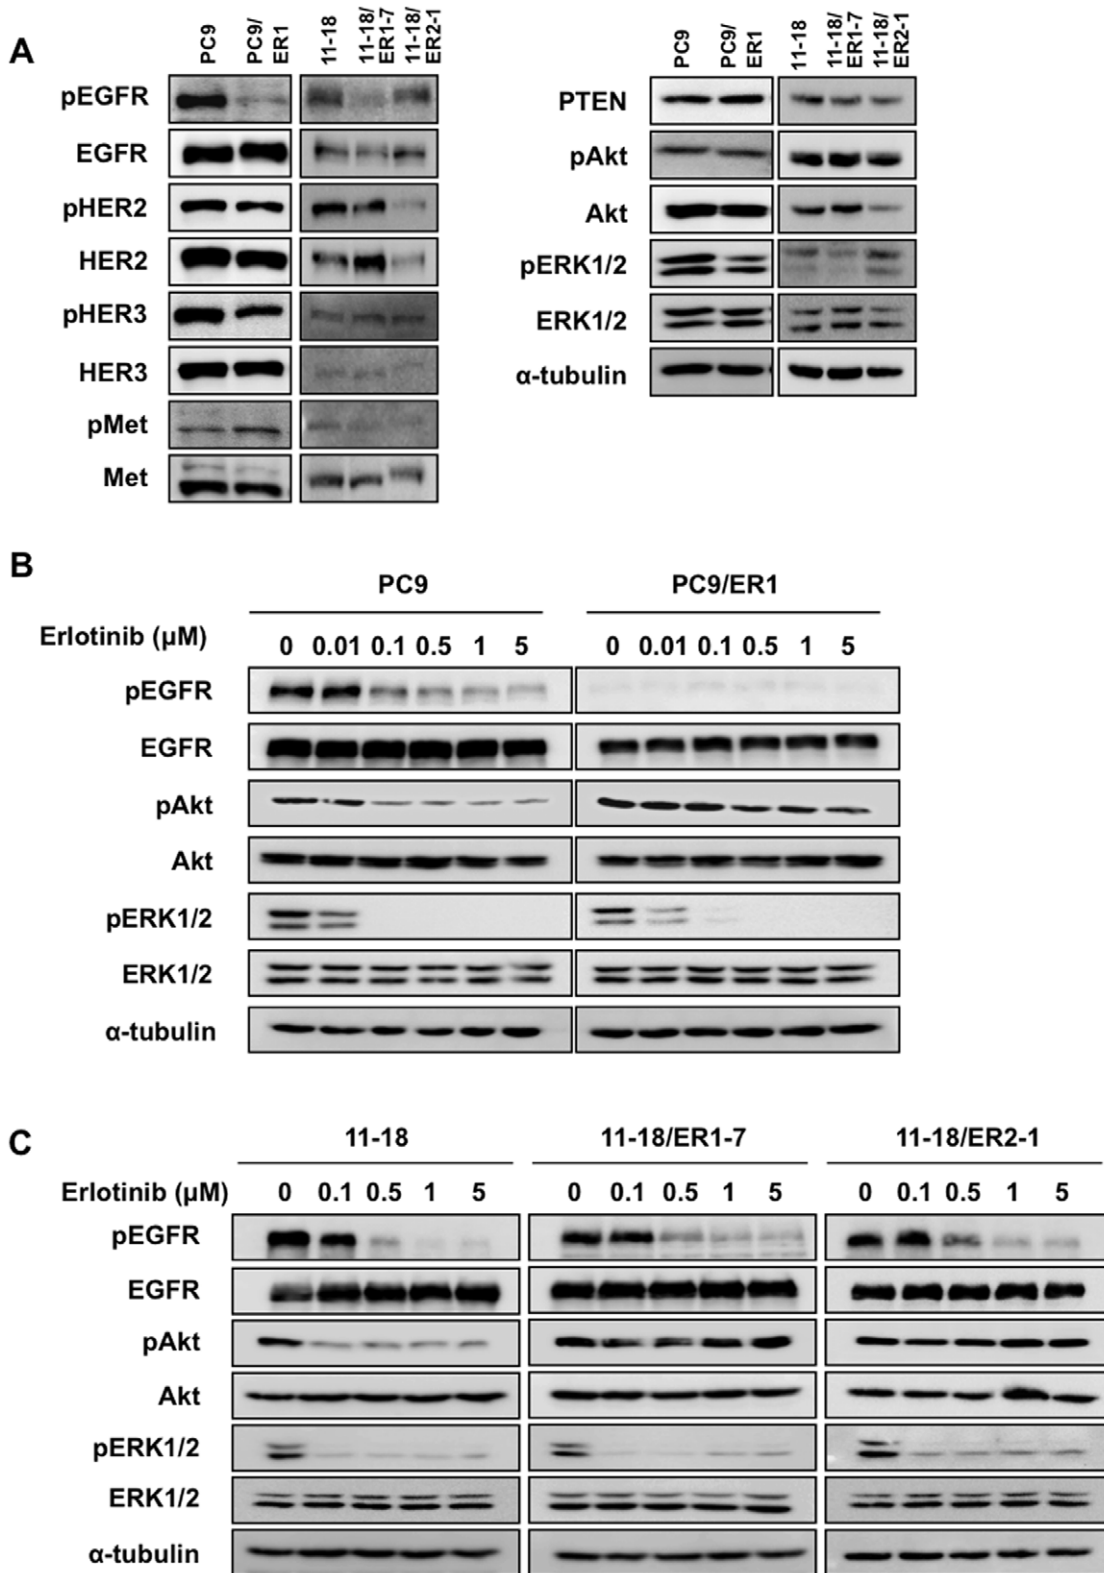 A
PC9
PC9/
ER1
11-18
11-18/
ER1-7
11-18/
ER2-1
pEGFR
EGFR
pHER2
HER2
pHER3
HER3
pMet
Met
PC9
PC9/
ER1
11-18
11-18/
ER1-7
11-18/
ER2-1
PTEN
pAkt
Akt
pERK1/2
ERK1/2
α-tubulin
B
PC9 PC9/ER1
Erlotinib (μM) 0 0.01 0.1 0.5 1 5 0 0.01 0.1 0.5 1 5
pEGFR
EGFR
pAkt
Akt
pERK1/2
ERK1/2
α-tubulin
C
11-18 11-18/ER1-7 11-18/ER2-1
Erlotinib (μM) 0 0.1 0.5 1 5 0 0.1 0.5 1 5 0 0.1 0.5 1 5
pEGFR
EGFR
pAkt
Akt
pERK1/2
ERK1/2
α-tubulin